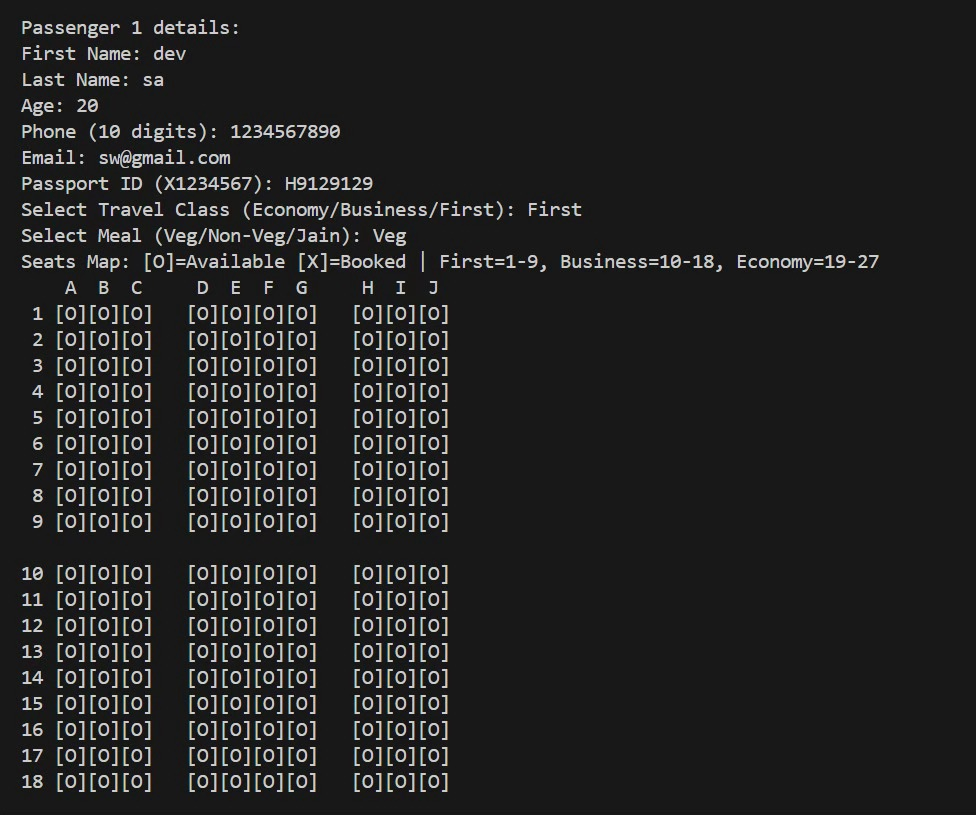 Passenger 1 details:
First Name: dev
Last Name: sa
Age: 20
Phone (10 digits): 1234567890
Email: sw@gmail.com
Passport ID (X1234567): H9129129
Select Travel Class (Economy/Business/First): First
Select Meal (Veg/Non-Veg/Jain): Veg
Seats Map: [O]=Available [X]=Booked | First=1-9, Business=10-18, Economy=19-27
    A  B  C     D  E  F  G     H  I  J
 1 [O][O][O]   [O][O][O][O]   [O][O][O]
 2 [O][O][O]   [O][O][O][O]   [O][O][O]
 3 [O][O][O]   [O][O][O][O]   [O][O][O]
 4 [O][O][O]   [O][O][O][O]   [O][O][O]
 5 [O][O][O]   [O][O][O][O]   [O][O][O]
 6 [O][O][O]   [O][O][O][O]   [O][O][O]
 7 [O][O][O]   [O][O][O][O]   [O][O][O]
 8 [O][O][O]   [O][O][O][O]   [O][O][O]
 9 [O][O][O]   [O][O][O][O]   [O][O][O]

10 [O][O][O]   [O][O][O][O]   [O][O][O]
11 [O][O][O]   [O][O][O][O]   [O][O][O]
12 [O][O][O]   [O][O][O][O]   [O][O][O]
13 [O][O][O]   [O][O][O][O]   [O][O][O]
14 [O][O][O]   [O][O][O][O]   [O][O][O]
15 [O][O][O]   [O][O][O][O]   [O][O][O]
16 [O][O][O]   [O][O][O][O]   [O][O][O]
17 [O][O][O]   [O][O][O][O]   [O][O][O]
18 [O][O][O]   [O][O][O][O]   [O][O][O]